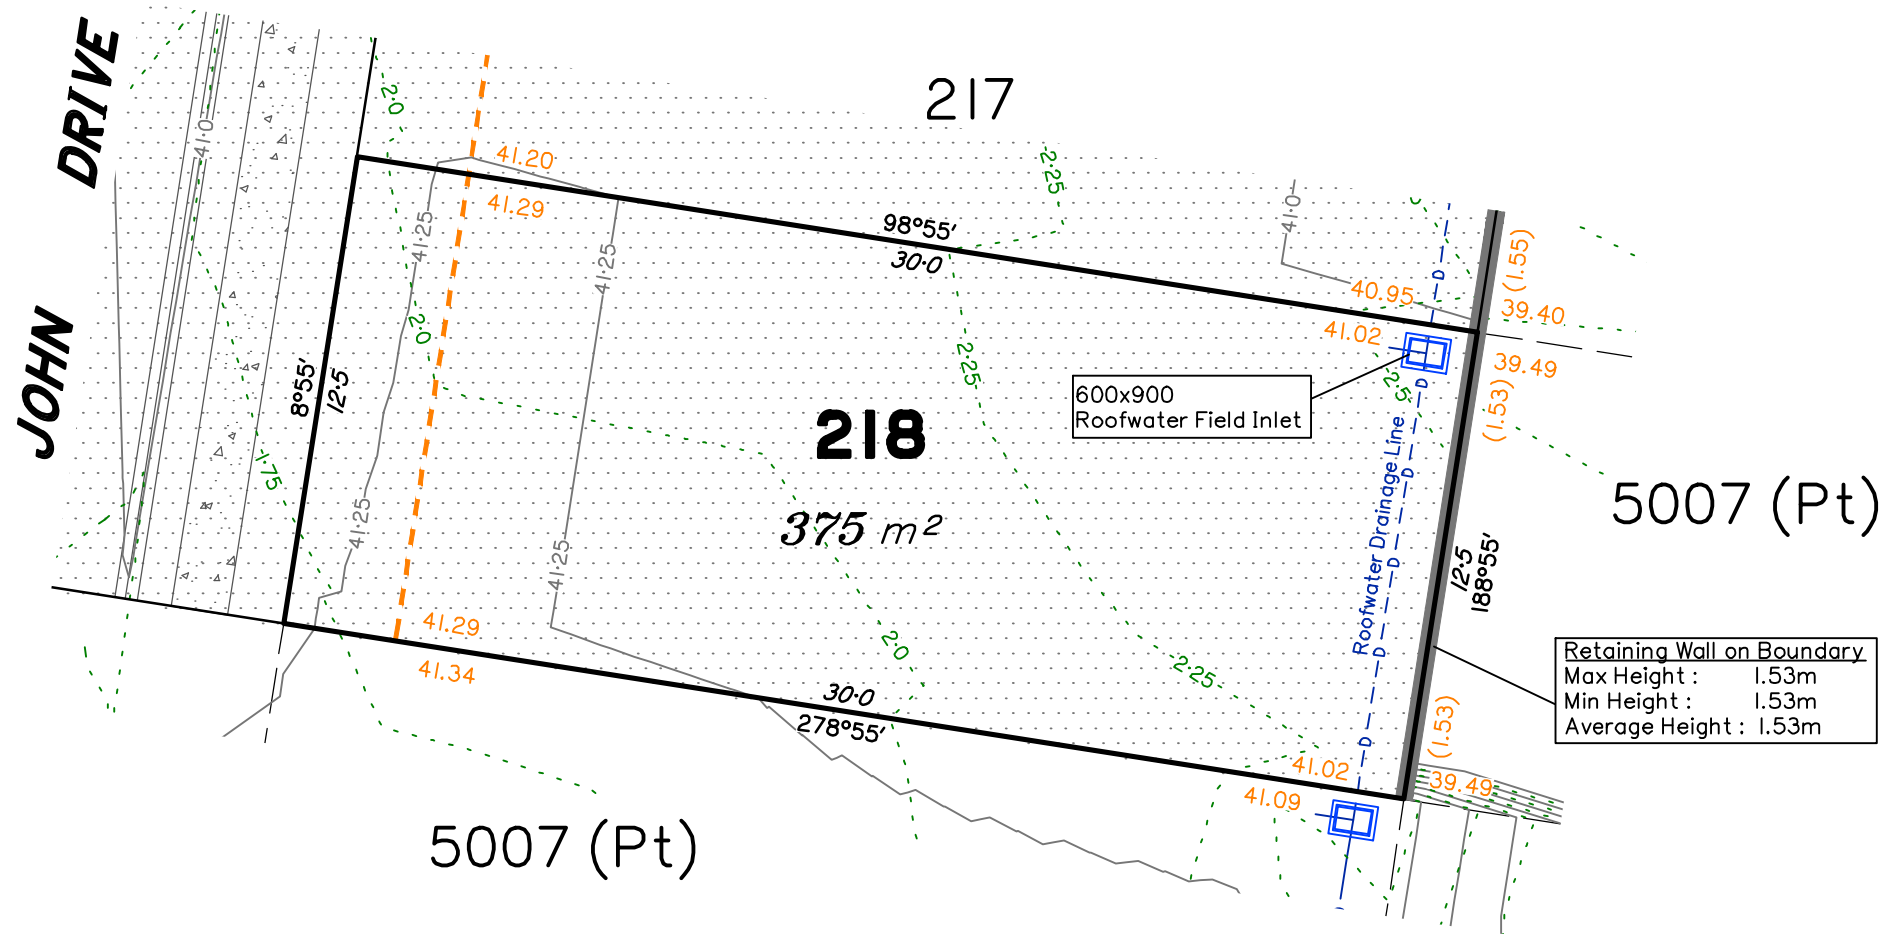 JOHN DRIVE
217
41·0
2·0
41.20
41.29
2·25
41·0
98°55'
30·0
41·25
41·25
40.95
41.02
(1.55)
39.40
39.49
(1.53)
2·0
2·25
2·5
8°55'
12·5
600x900
Roofwater Field Inlet
D
D
218
375 m²
Roofwater Drainage Line
D
D
D
D
5007 (Pt)
1·75
41·25
41·25
12·5
188°55'
41.29
41.34
2·0
2·25
30·0
278°55'
Retaining Wall on Boundary
Max Height : 1.53m
Min Height : 1.53m
Average Height : 1.53m
(1.53)
D
41.02
41.09
39.49
5007 (Pt)